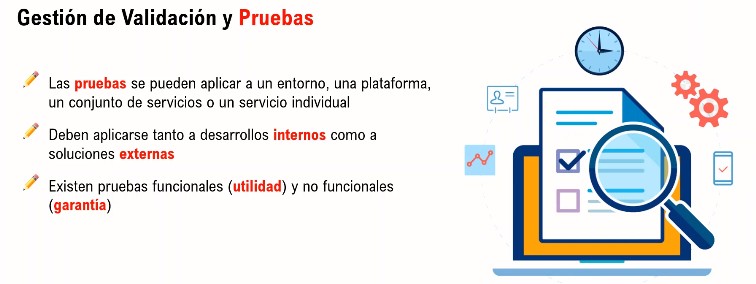 Gestión de Validación y Pruebas
Las pruebas se pueden aplicar a un entorno, una plataforma,
un conjunto de servicios o un servicio individual
Deben aplicarse tanto a desarrollos internos como a
soluciones externas
Existen pruebas funcionales (utilidad) y no funcionales
(garantía)